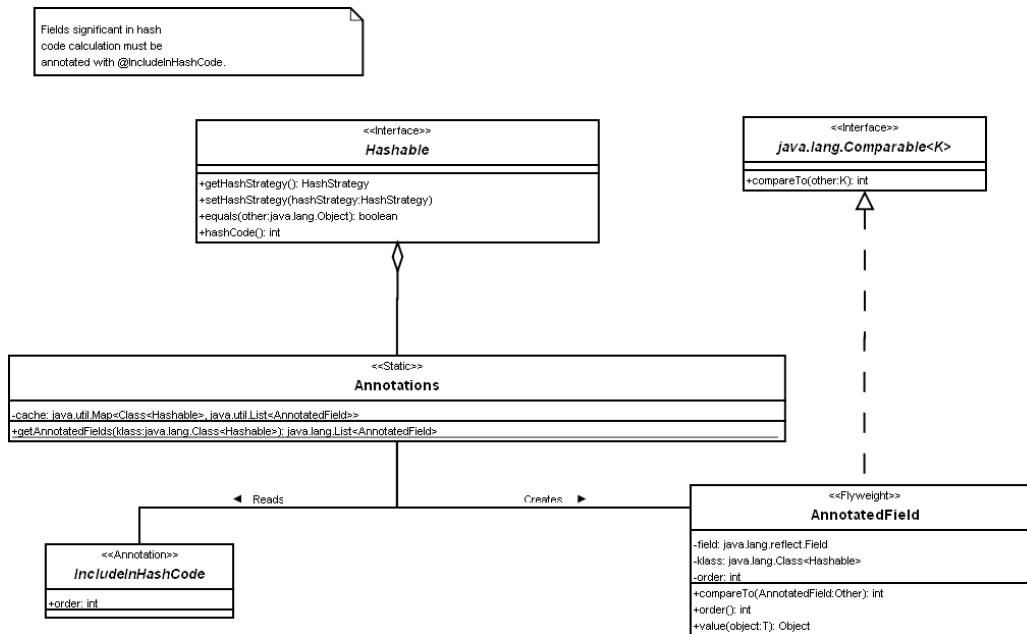 Fields significant in hash
code calculation must be
annotated with @IncludeInHashCode.
<<Interface>>
Hashable
+getHashStrategy(): HashStrategy
+setHashStrategy(hashStrategy:HashStrategy)
+equals(other:java.lang.Object): boolean
+hashCode(): int
<<Interface>>
java.lang.Comparable<K>
+compareTo(other:K): int
<<Static>>
Annotations
-cache: java.util.Map<Class<Hashable>, java.util.List<AnnotatedField>>
+getAnnotatedFields(klass:java.lang.Class<Hashable>): java.lang.List<AnnotatedField>
◄ Reads
Creates ►
<<Annotation>>
IncludeInHashCode
+order: int
<<Flyweight>>
AnnotatedField
-field: java.lang.reflect.Field
-klass: java.lang.Class<Hashable>
-order: int
+compareTo(AnnotatedField:Other): int
+order(): int
+value(object:T): Object